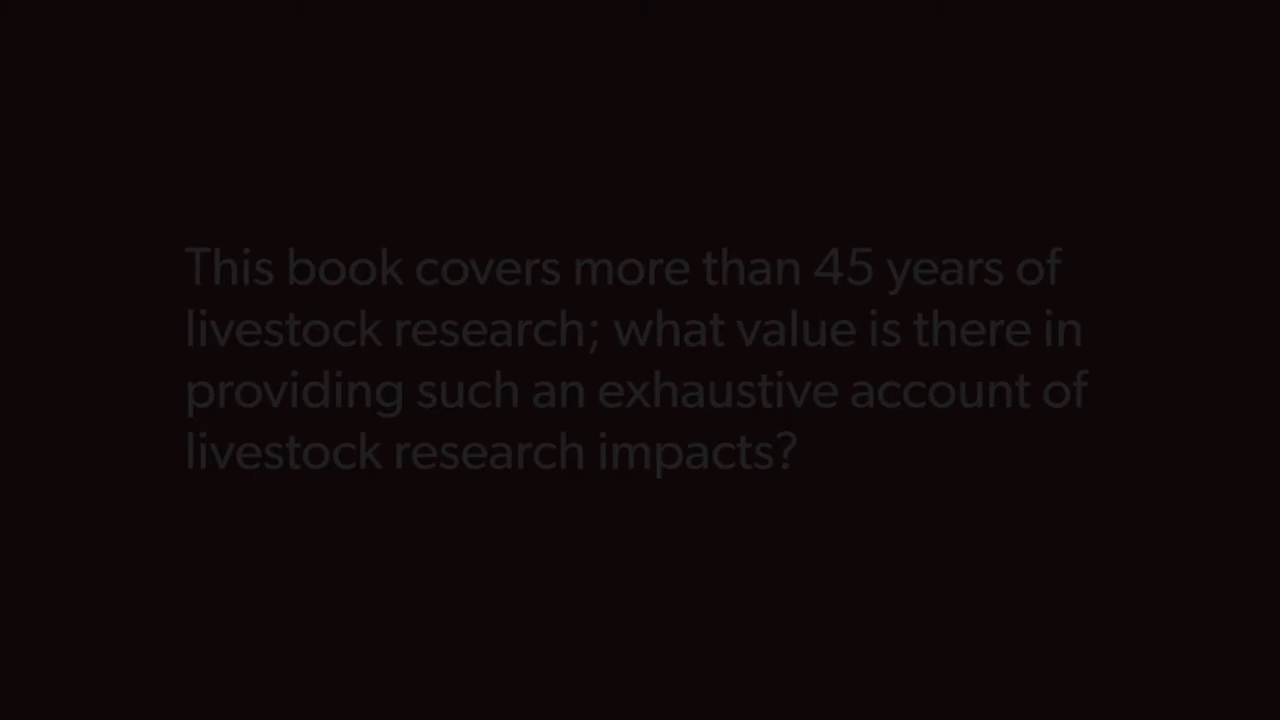 This book covers more than 45 years of
livestock research; what value is there in
providing such an exhaustive account of
livestock research impacts?